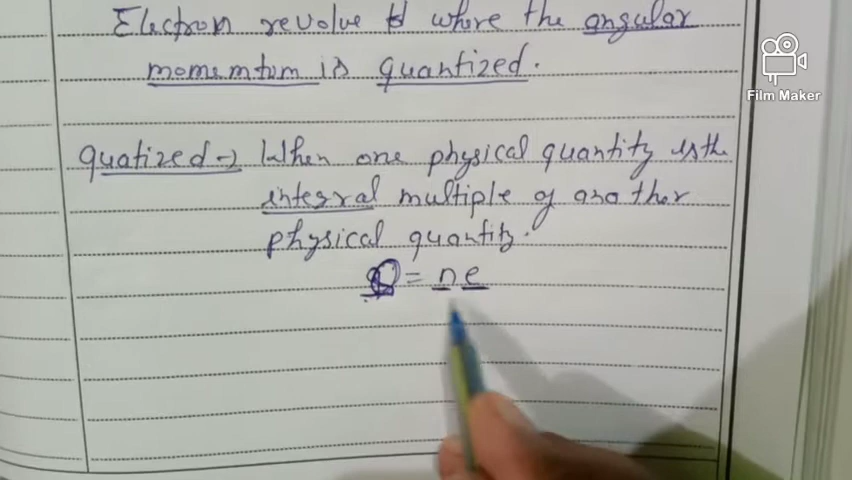 Electron revolve where the angular
momentum is quantized.
Film Maker
quatized → When one physical quantity is the
integral multiple of another
physical quantity.
Q = ne